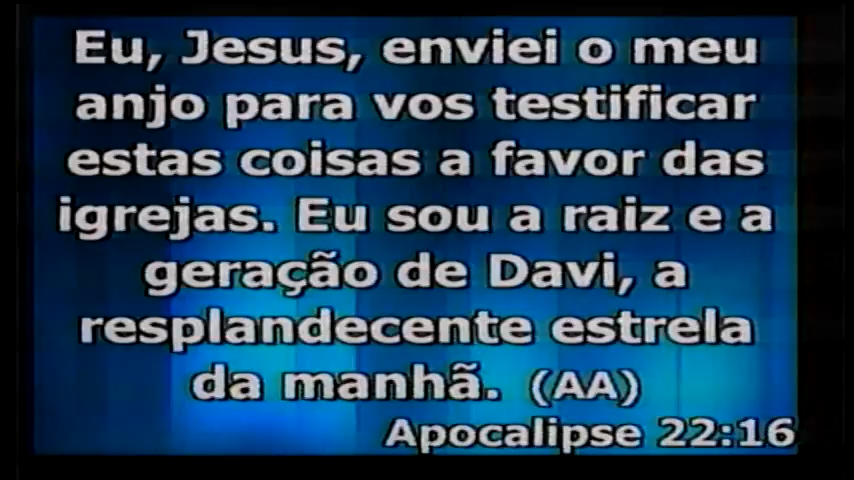 Eu, Jesus, enviei o meu
anjo para vos testificar
estas coisas a favor das
igrejas. Eu sou a raiz e a
geração de Davi, a
resplandecente estrela
da manhã. (AA)
Apocalipse 22:16